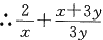 ∴ 2/x + (x+3y)/(3y)